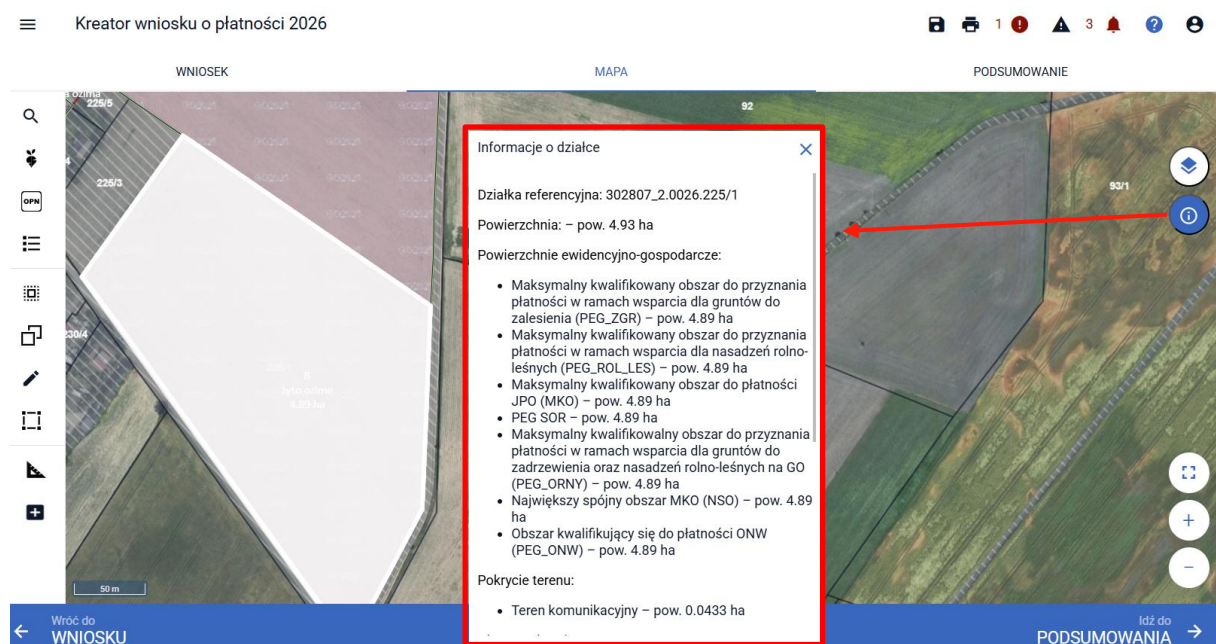 Kreator wniosku o płatności 2026
1
3
WNIOSEK
MAPA
PODSUMOWANIE
225/5
92
225/3
93/1
OPN
230/4
B
żyto ozime
4.89 ha
50 m
Informacje o działce
Działka referencyjna: 302807_2.0026.225/1
Powierzchnia: – pow. 4.93 ha
Powierzchnie ewidencyjno-gospodarcze:
• Maksymalny kwalifikowany obszar do przyznania
płatności w ramach wsparcia dla gruntów do
zalesienia (PEG_ZGR) – pow. 4.89 ha
• Maksymalny kwalifikowany obszar do przyznania
płatności w ramach wsparcia dla nasadzeń rolno-
leśnych (PEG_ROL_LES) – pow. 4.89 ha
• Maksymalny kwalifikowany obszar do płatności
JPO (MKO) – pow. 4.89 ha
• PEG SOR – pow. 4.89 ha
• Maksymalny kwalifikowalny obszar do przyznania
płatności w ramach wsparcia dla gruntów do
zadrzewienia oraz nasadzeń rolno-leśnych na GO
(PEG_ORNY) – pow. 4.89 ha
• Największy spójny obszar MKO (NSO) – pow. 4.89
ha
• Obszar kwalifikujący się do płatności ONW
(PEG_ONW) – pow. 4.89 ha
Pokrycie terenu:
• Teren komunikacyjny – pow. 0.0433 ha
Wróć do
WNIOSKU
Idź do
PODSUMOWANIA